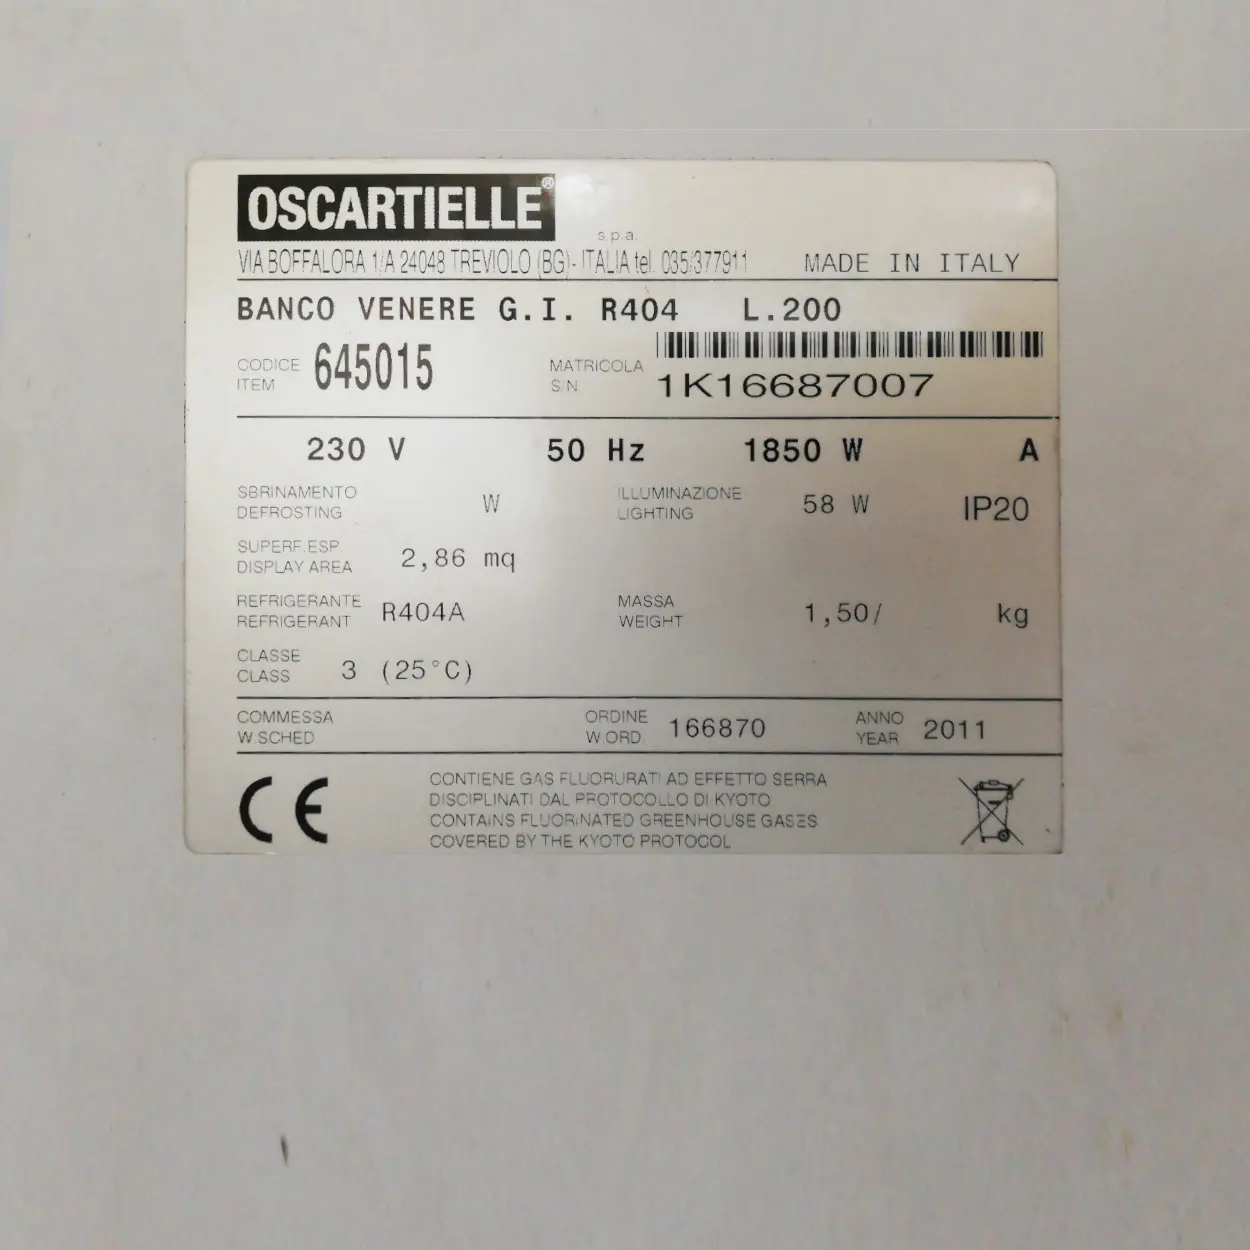 OSCARTIELLE®
s.p.a.
VIA BOFFALORA 1/A 24048 TREVIOLO (BG)- ITALIA tel. 035/377911 MADE IN ITALY
BANCO VENERE G.I. R404 L.200
CODICE
ITEM
645015
MATRICOLA
S/N
1K16687007
230 V 50 Hz 1850 W A
SBRINAMENTO
DEFROSTING
W
ILLUMINAZIONE
LIGHTING
58 W
IP20
SUPERF.ESP.
DISPLAY AREA
2,86 mq
REFRIGERANTE
REFRIGERANT
R404A
MASSA
WEIGHT
1,50/ kg
CLASSE
CLASS
3 (25°C)
COMMESSA
W.SCHED
ORDINE
W.ORD.
166870
ANNO
YEAR
2011
CE
CONTIENE GAS FLUORURATI AD EFFETTO SERRA
DISCIPLINATI DAL PROTOCOLLO DI KYOTO
CONTAINS FLUORINATED GREENHOUSE GASES
COVERED BY THE KYOTO PROTOCOL